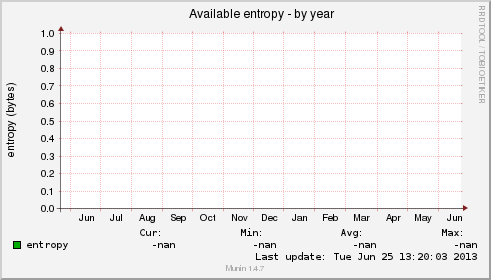 Available entropy - by year
RRDTOOL / TOBI OETIKER
entropy (bytes)
1.0
0.9
0.8
0.7
0.6
0.5
0.4
0.3
0.2
0.1
0.0
Jun Jul Aug Sep Oct Nov Dec Jan Feb Mar Apr May Jun
Cur: Min: Avg: Max:
entropy -nan -nan -nan -nan
Last update: Tue Jun 25 13:20:03 2013
Munin 1.4.7